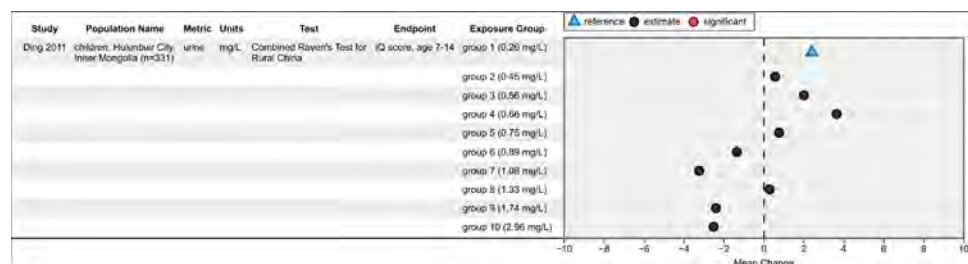 reference estimate significant
Study Population Name Metric Units Test Endpoint Exposure Group
Ding 2011 children, Hulunbuir City, urine mg/L Combined Raven's Test for IQ score, age 7-14 group 1 (0.26 mg/L)
Inner Mongolia (n=331) Rural China
group 2 (0.45 mg/L)
group 3 (0.56 mg/L)
group 4 (0.66 mg/L)
group 5 (0.75 mg/L)
group 6 (0.89 mg/L)
group 7 (1.08 mg/L)
group 8 (1.33 mg/L)
group 9 (1.74 mg/L)
group 10 (2.96 mg/L)
-10 -8 -6 -4 -2 0 2 4 6 8 10
Mean Change